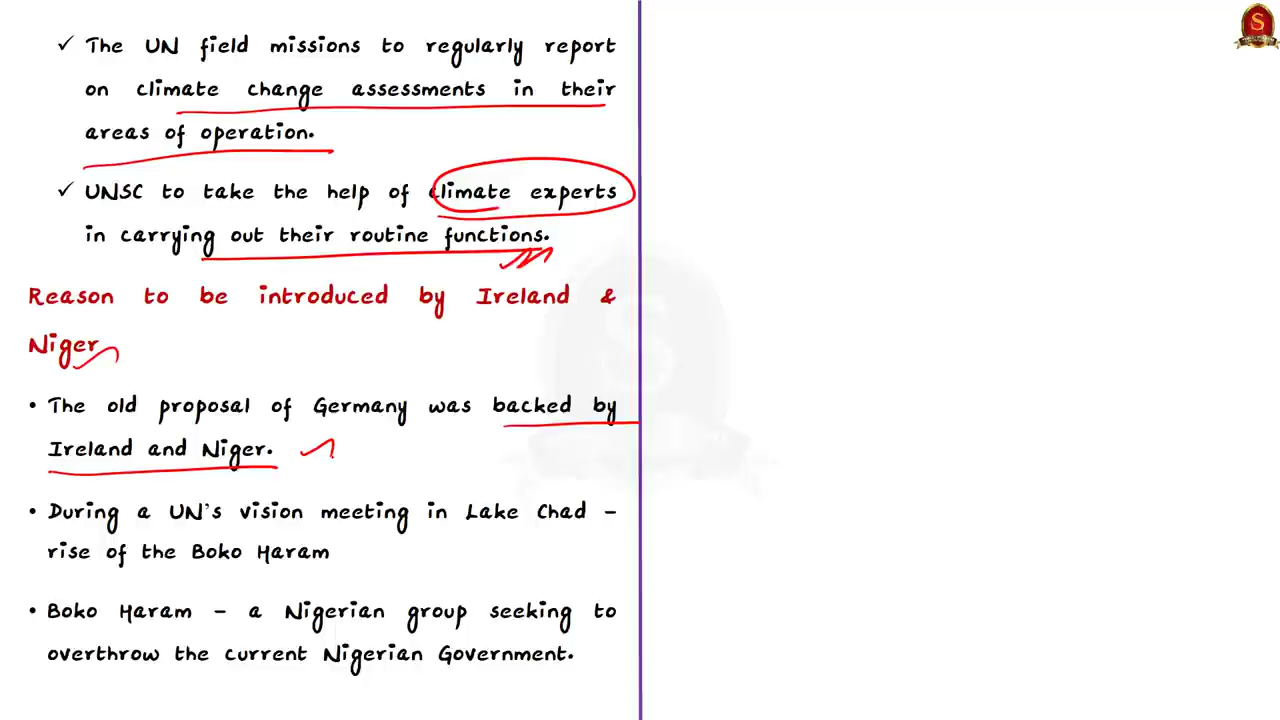 ✓ The UN field missions to regularly report
on climate change assessments in their
areas of operation.
✓ UNSC to take the help of climate experts
in carrying out their routine functions.
Reason to be introduced by Ireland &
Niger
• The old proposal of Germany was backed by
Ireland and Niger.
• During a UN's vision meeting in Lake Chad –
rise of the Boko Haram
• Boko Haram – a Nigerian group seeking to
overthrow the current Nigerian Government.
S